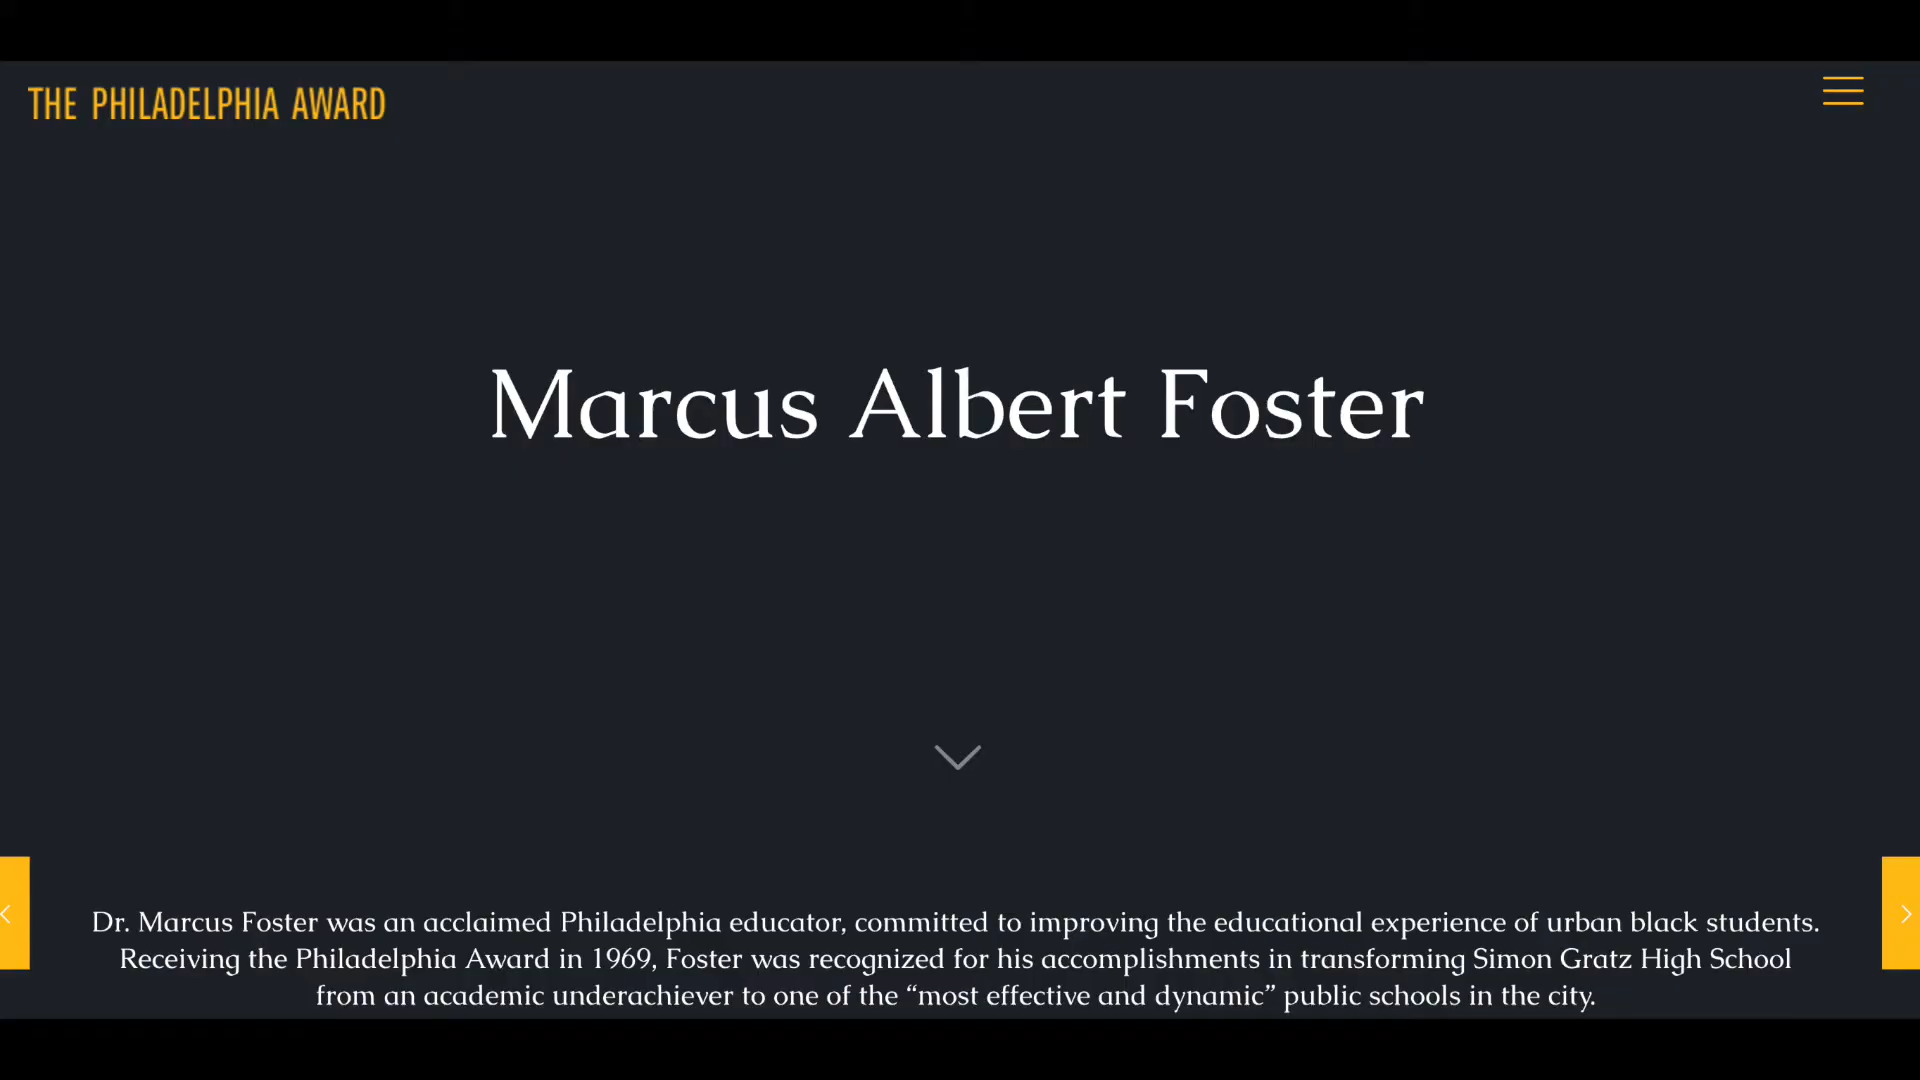 THE PHILADELPHIA AWARD
Marcus Albert Foster
Dr. Marcus Foster was an acclaimed Philadelphia educator, committed to improving the educational experience of urban black students.
Receiving the Philadelphia Award in 1969, Foster was recognized for his accomplishments in transforming Simon Gratz High School
from an academic underachiever to one of the “most effective and dynamic” public schools in the city.